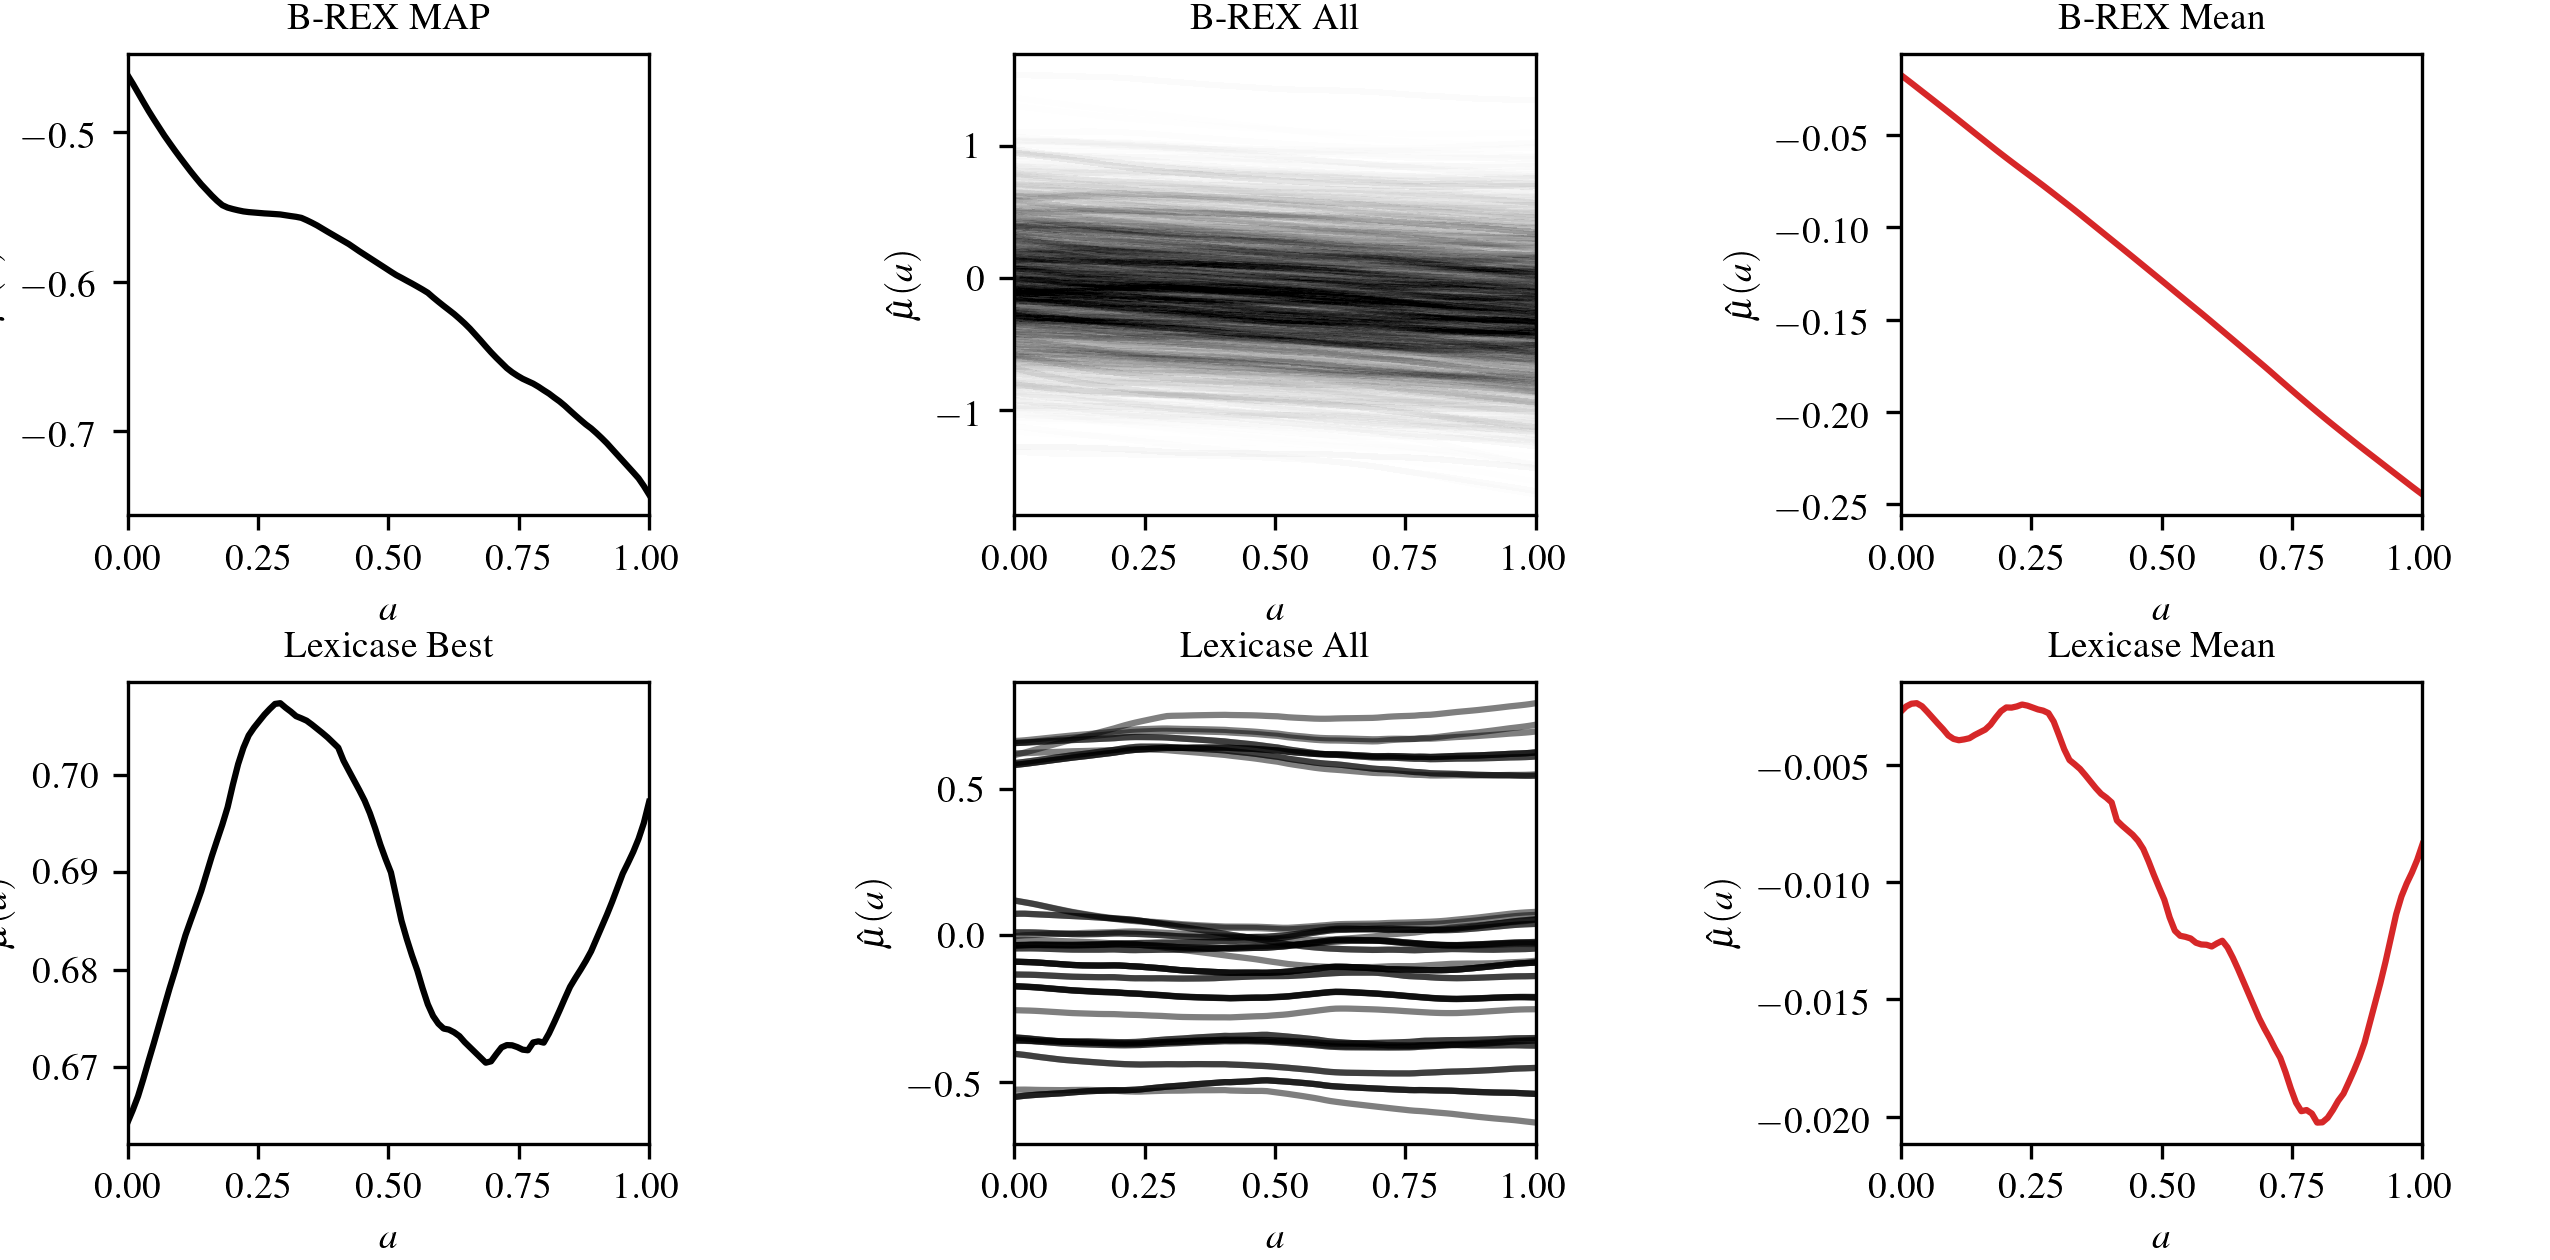 B-REX MAP
−0.5
−0.6
−0.7
0.00 0.25 0.50 0.75 1.00
a
B-REX All
μ̂(a)
1
0
−1
0.00 0.25 0.50 0.75 1.00
a
B-REX Mean
μ̂(a)
−0.05
−0.10
−0.15
−0.20
−0.25
0.00 0.25 0.50 0.75 1.00
a
Lexicase Best
0.70
0.69
0.68
0.67
0.00 0.25 0.50 0.75 1.00
a
Lexicase All
μ̂(a)
0.5
0.0
−0.5
0.00 0.25 0.50 0.75 1.00
a
Lexicase Mean
μ̂(a)
−0.005
−0.010
−0.015
−0.020
0.00 0.25 0.50 0.75 1.00
a